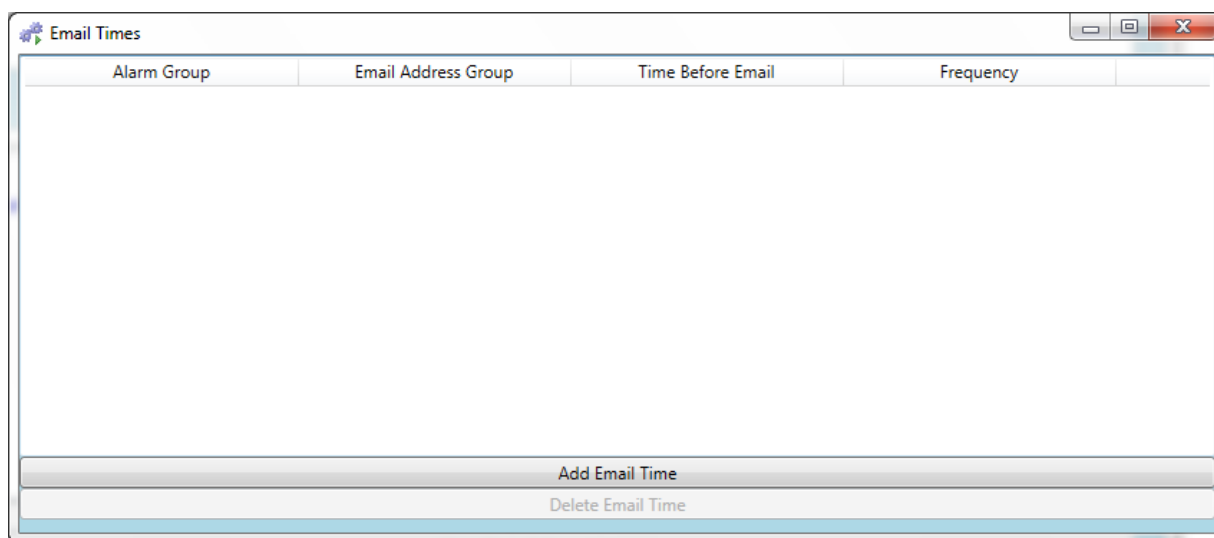 Email Times
Alarm Group Email Address Group Time Before Email Frequency
Add Email Time
Delete Email Time